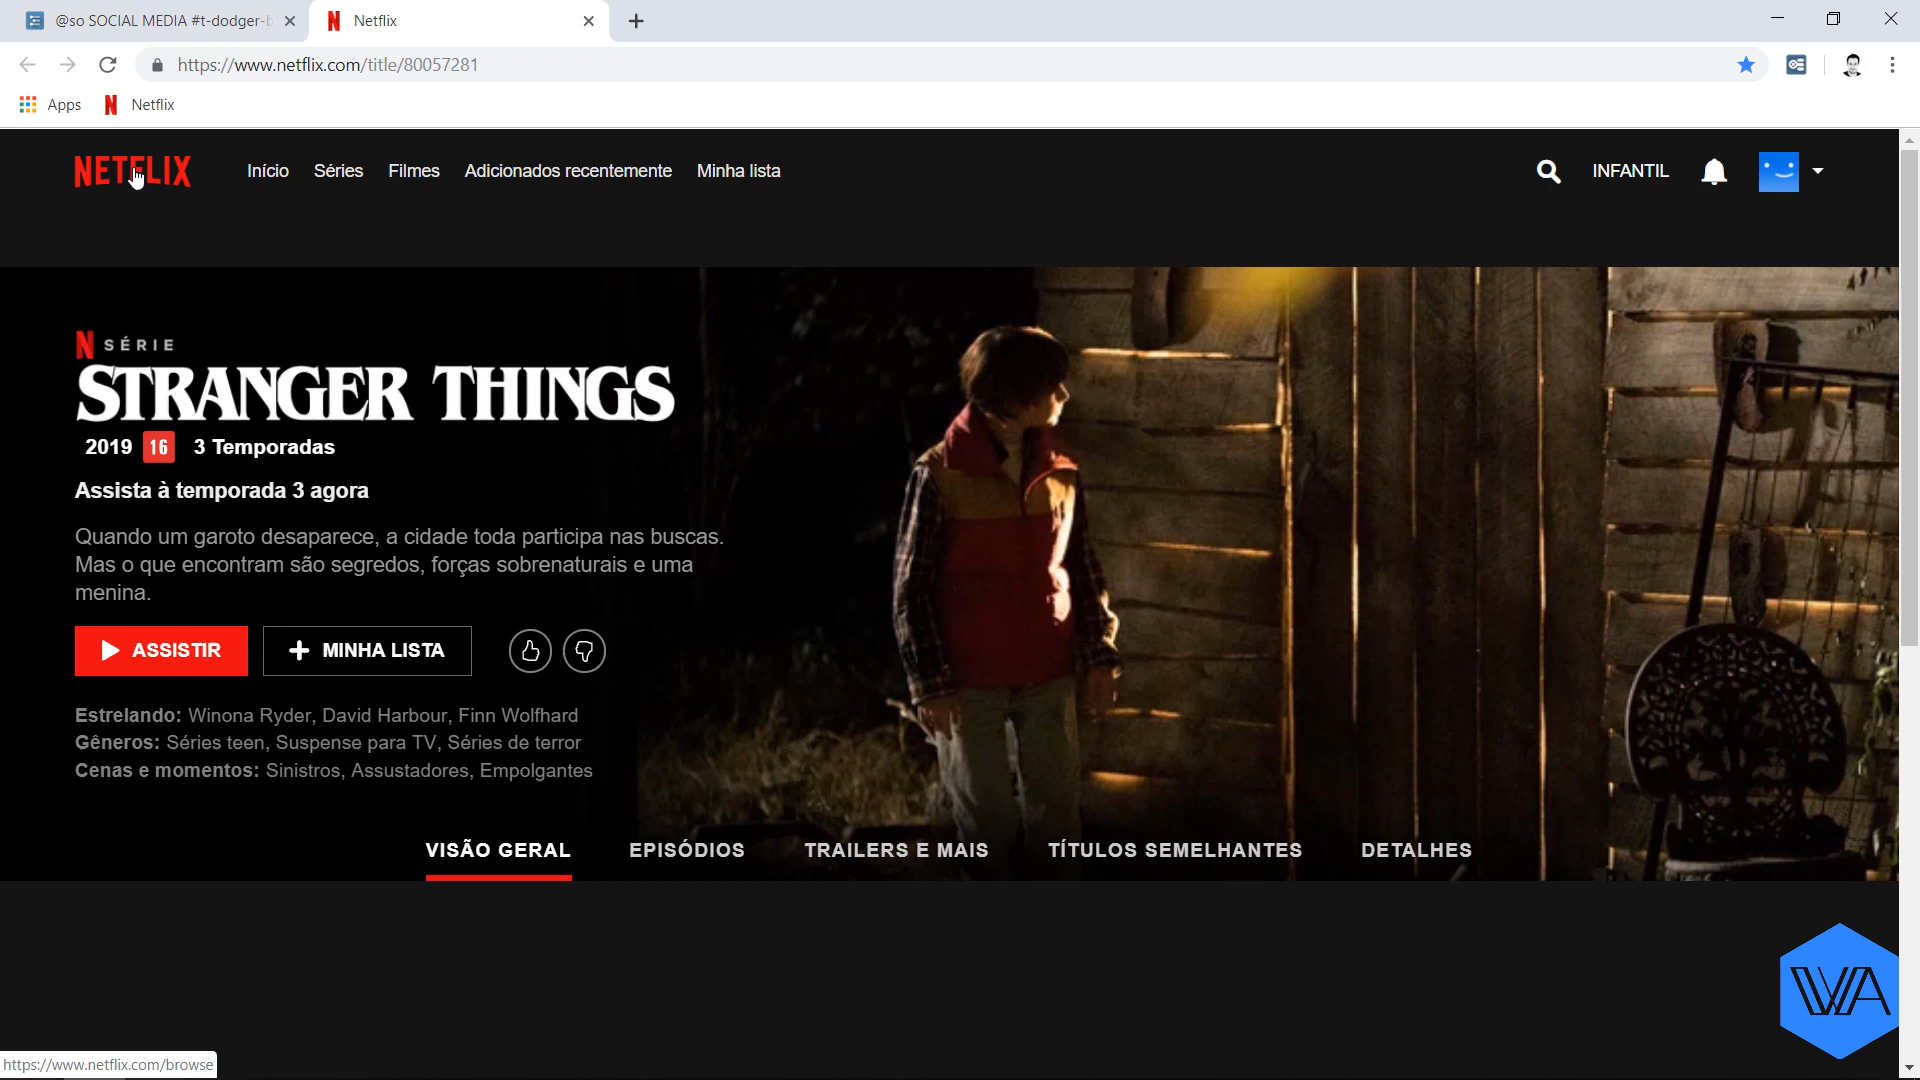 @so SOCIAL MEDIA #t-dodger-b
Netflix
https://www.netflix.com/title/80057281
Apps
Netflix
NETFLIX
Início
Séries
Filmes
Adicionados recentemente
Minha lista
INFANTIL
N SÉRIE
STRANGER THINGS
2019 16 3 Temporadas
Assista à temporada 3 agora
Quando um garoto desaparece, a cidade toda participa nas buscas.
Mas o que encontram são segredos, forças sobrenaturais e uma
menina.
ASSISTIR
MINHA LISTA
Estrelando: Winona Ryder, David Harbour, Finn Wolfhard
Gêneros: Séries teen, Suspense para TV, Séries de terror
Cenas e momentos: Sinistros, Assustadores, Empolgantes
VISÃO GERAL
EPISÓDIOS
TRAILERS E MAIS
TÍTULOS SEMELHANTES
DETALHES
WA
https://www.netflix.com/browse